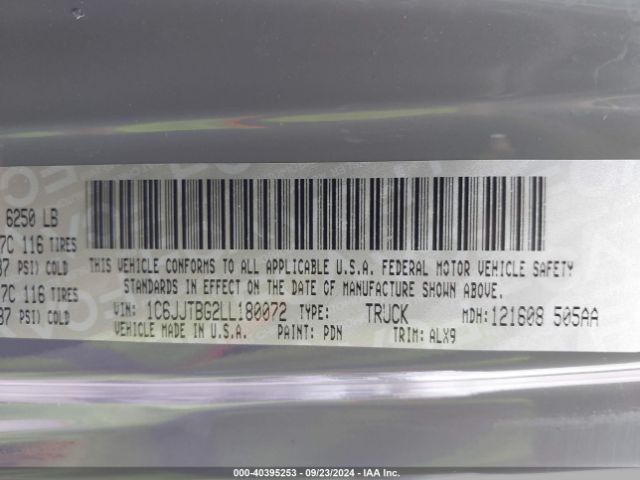 6250 LB
7C 116 TIRES
37 PSI) COLD
7C 116 TIRES
37 PSI) COLD
THIS VEHICLE CONFORMS TO ALL APPLICABLE U.S.A. FEDERAL MOTOR VEHICLE SAFETY
STANDARDS IN EFFECT ON THE DATE OF MANUFACTURE SHOWN ABOVE.
VIN: 1C6JJTBG2LL180072 TYPE: TRUCK MDH: 121608 505AA
VEHICLE MADE IN U.S.A. PAINT: PDN TRIM: ALX9
000-40395253 - 09/23/2024 - IAA Inc.